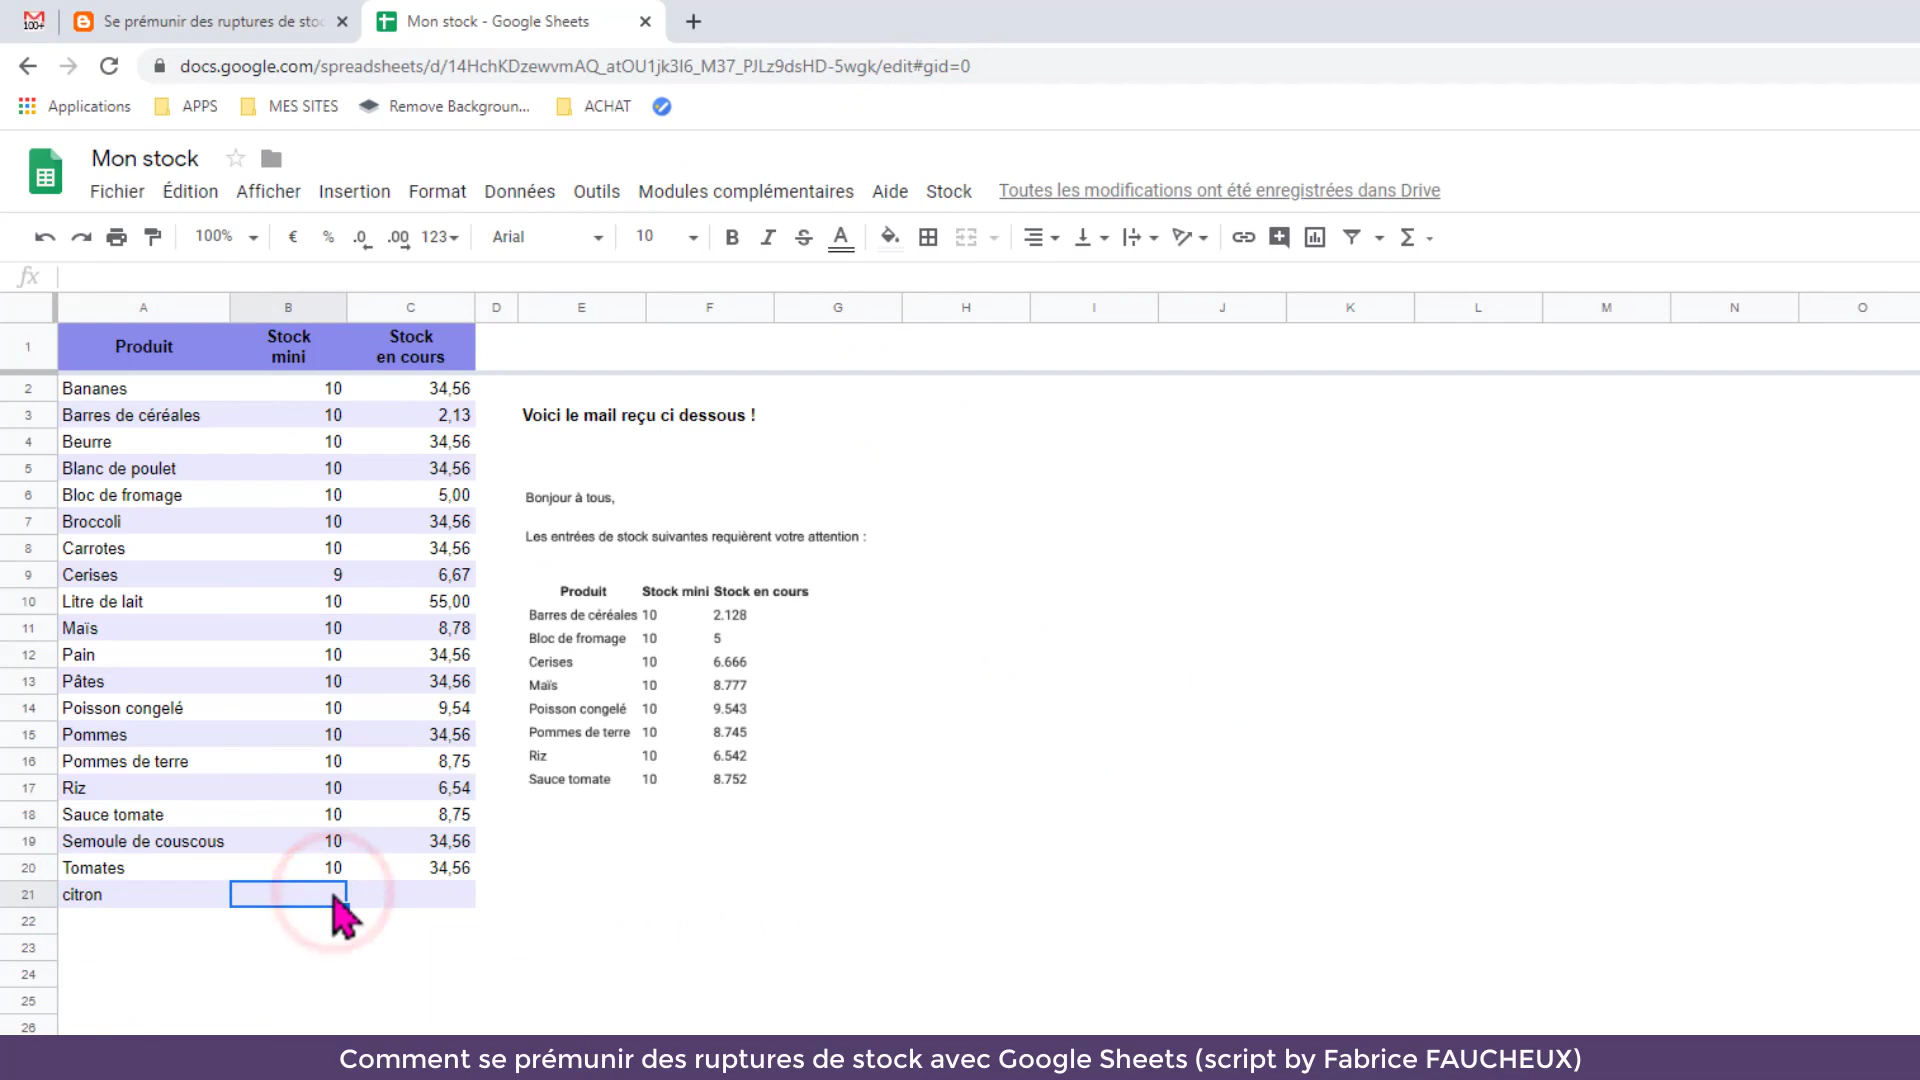 100+
Se prémunir des ruptures de stoc
Mon stock - Google Sheets
docs.google.com/spreadsheets/d/14HchKDzewvmAQ_atOU1jk3I6_M37_PJLz9dsHD-5wgk/edit#gid=0
Applications APPS MES SITES Remove Backgroun... ACHAT
Mon stock
Fichier Édition Afficher Insertion Format Données Outils Modules complémentaires Aide Stock Toutes les modifications ont été enregistrées dans Drive
100% € % .0 .00 123 Arial 10 B I S A Σ
fx
A B C D E F G H I J K L M N O
1 Produit Stock mini Stock en cours
2 Bananes 10 34,56
3 Barres de céréales 10 2,13 Voici le mail reçu ci dessous !
4 Beurre 10 34,56
5 Blanc de poulet 10 34,56
6 Bloc de fromage 10 5,00 Bonjour à tous,
7 Broccoli 10 34,56 Les entrées de stock suivantes requièrent votre attention :
8 Carrotes 10 34,56
9 Cerises 9 6,67 Produit Stock mini Stock en cours
10 Litre de lait 10 55,00 Barres de céréales 10 2.128
11 Maïs 10 8,78 Bloc de fromage 10 5
12 Pain 10 34,56 Cerises 10 6.666
13 Pâtes 10 34,56 Maïs 10 8.777
14 Poisson congelé 10 9,54 Poisson congelé 10 9.543
15 Pommes 10 34,56 Pommes de terre 10 8.745
16 Pommes de terre 10 8,75 Riz 10 6.542
17 Riz 10 6,54 Sauce tomate 10 8.752
18 Sauce tomate 10 8,75
19 Semoule de couscous 10 34,56
20 Tomates 10 34,56
21 citron
22
23
24
25
26
Comment se prémunir des ruptures de stock avec Google Sheets (script by Fabrice FAUCHEUX)